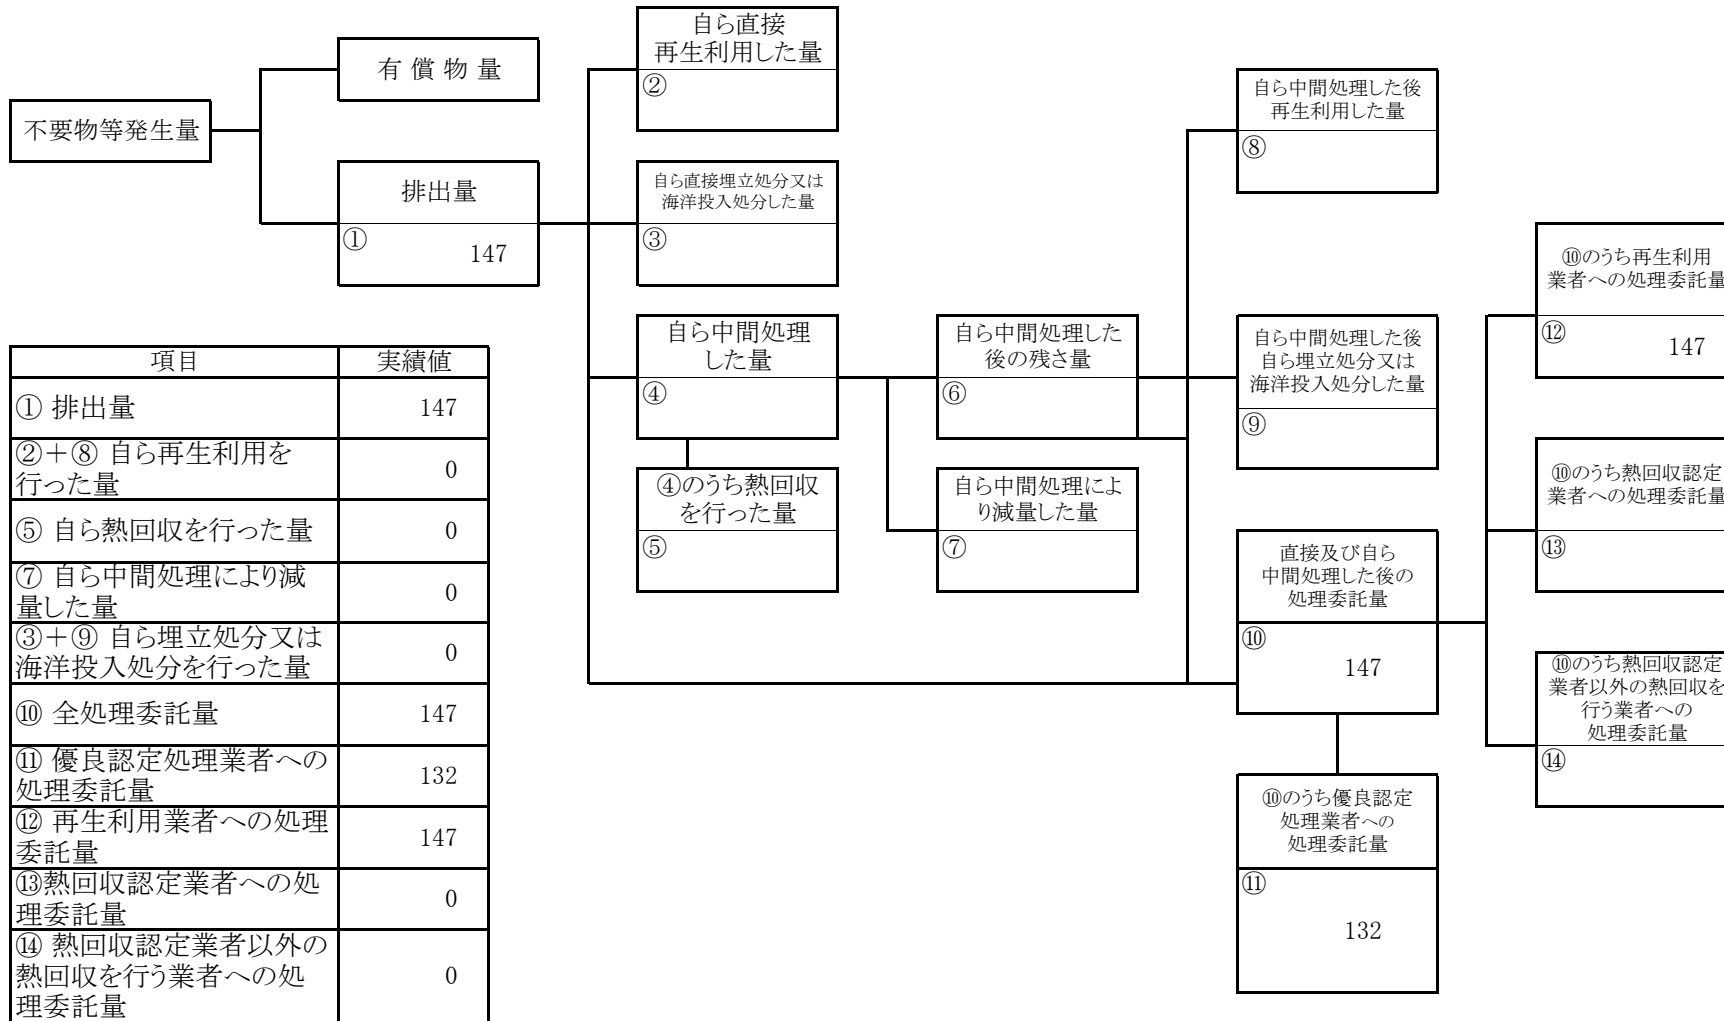 不要物等発生量
有 償 物 量
排出量
①
147
自ら直接
再生利用した量
②
自ら直接埋立処分又は
海洋投入処分した量
③
自ら中間処理
した量
④
④のうち熱回収
を行った量
⑤
自ら中間処理した
後の残さ量
⑥
自ら中間処理によ
り減量した量
⑦
自ら中間処理した後
再生利用した量
⑧
自ら中間処理した後
自ら埋立処分又は
海洋投入処分した量
⑨
直接及び自ら
中間処理した後の
処理委託量
⑩
147
⑩のうち優良認定
処理業者への
処理委託量
⑪
132
⑩のうち再生利用
業者への処理委託量
⑫
147
⑩のうち熱回収認定
業者への処理委託量
⑬
⑩のうち熱回収認定
業者以外の熱回収を
行う業者への
処理委託量
⑭
項目 実績値
① 排出量 147
②+⑧ 自ら再生利用を
行った量 0
⑤ 自ら熱回収を行った量 0
⑦ 自ら中間処理により減
量した量 0
③+⑨ 自ら埋立処分又は
海洋投入処分を行った量 0
⑩ 全処理委託量 147
⑪ 優良認定処理業者への
処理委託量 132
⑫ 再生利用業者への処理
委託量 147
⑬熱回収認定業者への処
理委託量 0
⑭ 熱回収認定業者以外の
熱回収を行う業者への処
理委託量 0